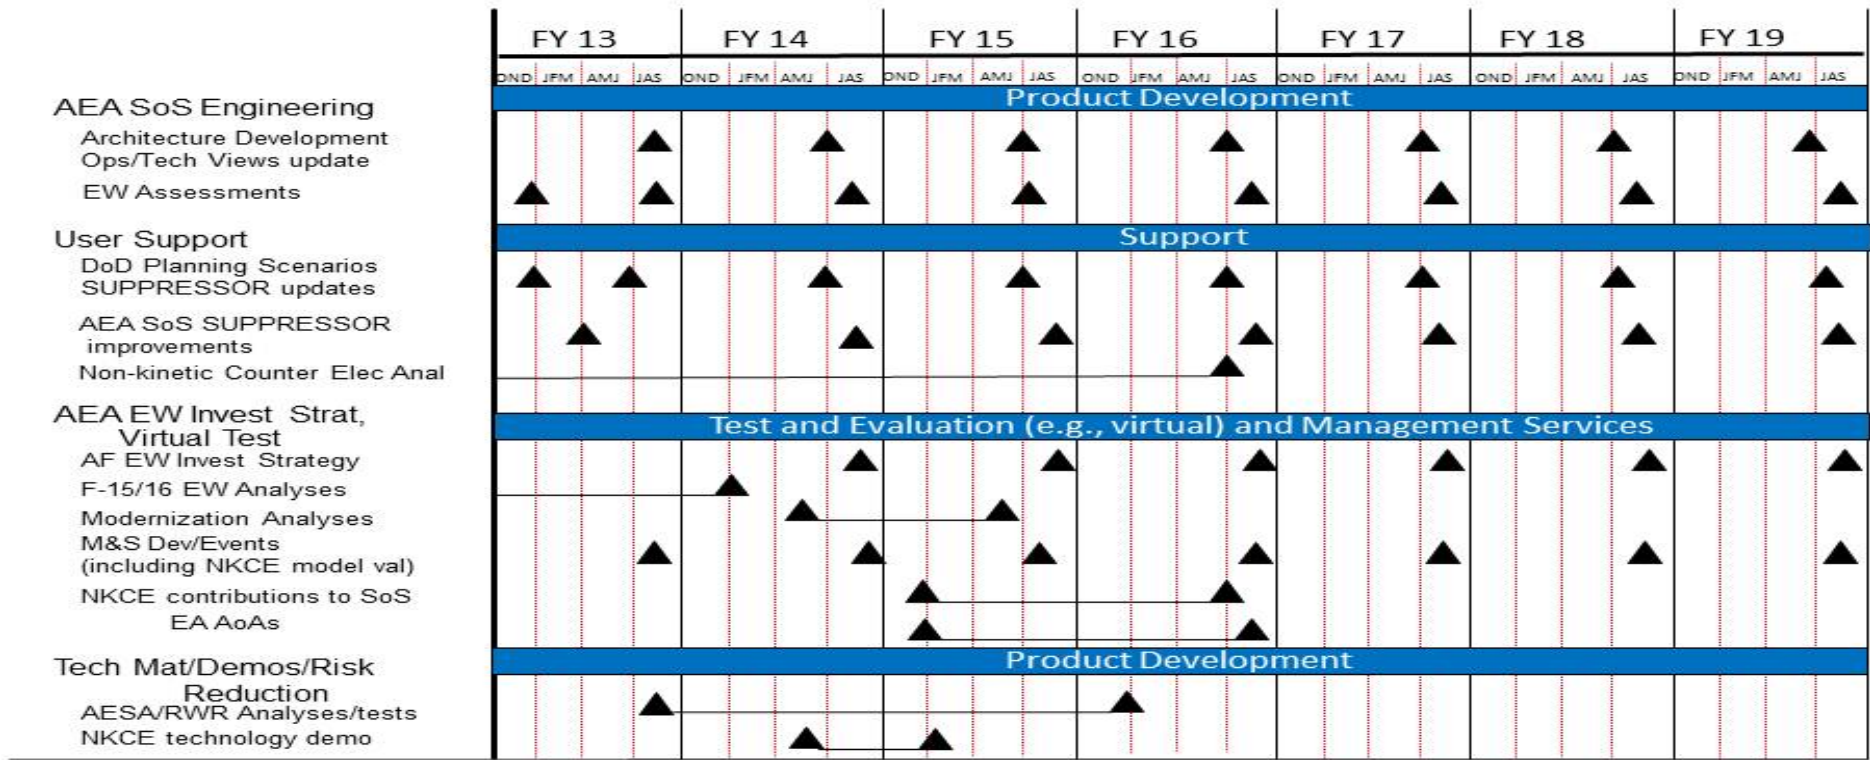 FY 13 FY 14 FY 15 FY 16 FY 17 FY 18 FY 19
OND JFM AMJ JAS OND JFM AMJ JAS OND JFM AMJ JAS OND JFM AMJ JAS OND JFM AMJ JAS OND JFM AMJ JAS OND JFM AMJ JAS
AEA SoS Engineering
Product Development
Architecture Development
Ops/Tech Views update
EW Assessments
User Support
Support
DoD Planning Scenarios
SUPPRESSOR updates
AEA SoS SUPPRESSOR
improvements
Non-kinetic Counter Elec Anal
AEA EW Invest Strat,
Virtual Test
Test and Evaluation (e.g., virtual) and Management Services
AF EW Invest Strategy
F-15/16 EW Analyses
Modernization Analyses
M&S Dev/Events
(including NKCE model val)
NKCE contributions to SoS
EA AoAs
Tech Mat/Demos/Risk
Reduction
Product Development
AESA/RWR Analyses/tests
NKCE technology demo